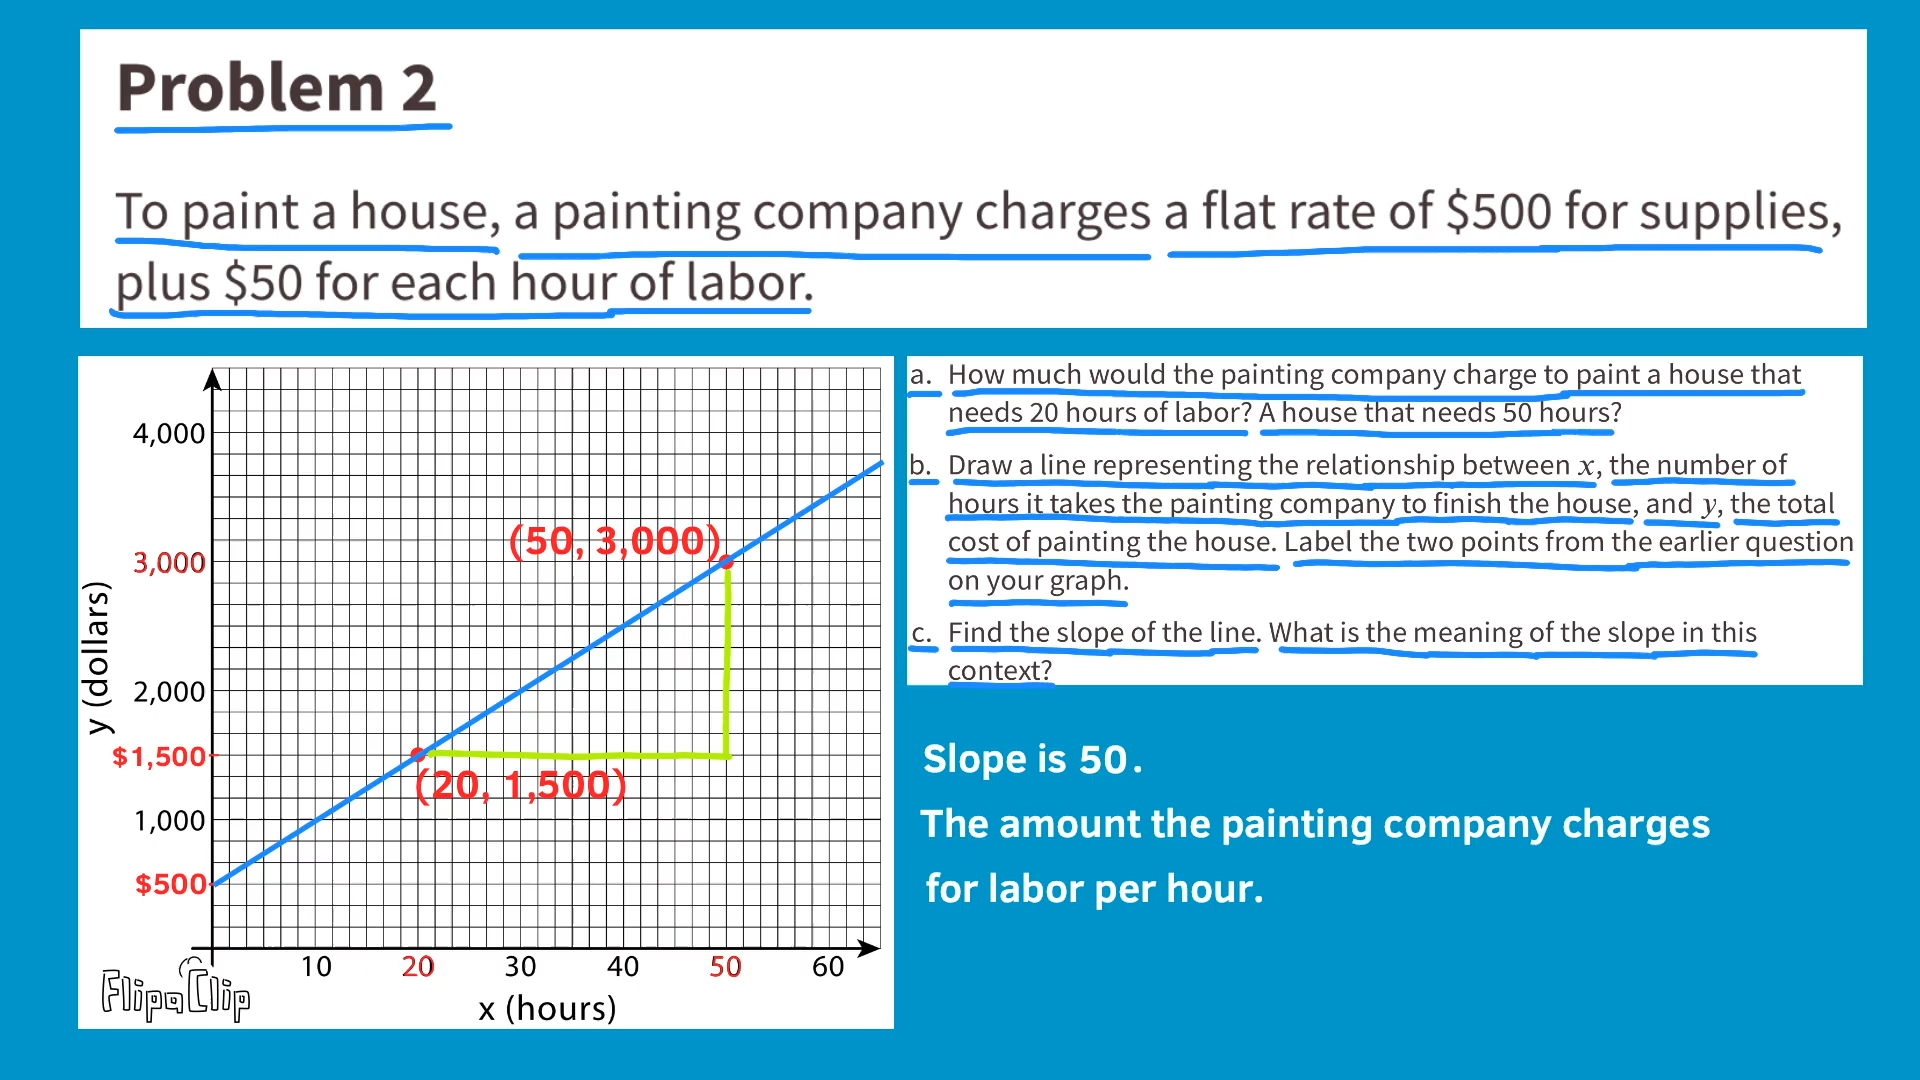 Problem 2
To paint a house, a painting company charges a flat rate of $500 for supplies,
plus $50 for each hour of labor.
a. How much would the painting company charge to paint a house that
needs 20 hours of labor? A house that needs 50 hours?
b. Draw a line representing the relationship between x, the number of
hours it takes the painting company to finish the house, and y, the total
cost of painting the house. Label the two points from the earlier question
on your graph.
c. Find the slope of the line. What is the meaning of the slope in this
context?
4,000
(50, 3,000)
3,000
y (dollars)
2,000
$1,500
(20, 1,500)
1,000
$500
10 20 30 40 50 60
x (hours)
FlipaClip
Slope is 50.
The amount the painting company charges
for labor per hour.